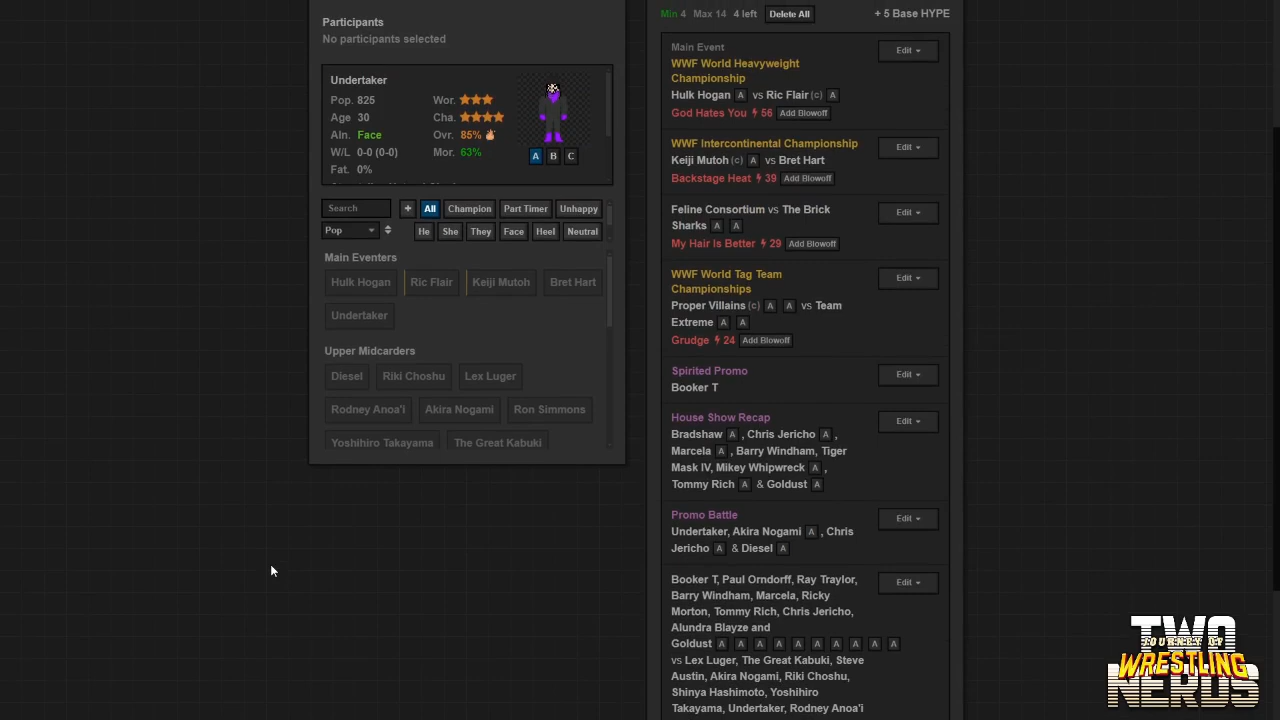 Participants
No participants selected
Undertaker
Pop. 825
Wor.
Age 30
Cha.
Aln. Face
Ovr. 85%
W/L 0-0 (0-0)
Mor. 63%
Fat. 0%
A B C
Search + All Champion Part Timer Unhappy
Pop He She They Face Heel Neutral
Main Eventers
Hulk Hogan Ric Flair Keiji Mutoh Bret Hart
Undertaker
Upper Midcarders
Diesel Riki Choshu Lex Luger
Rodney Anoa'i Akira Nogami Ron Simmons
Yoshihiro Takayama The Great Kabuki
Min 4 Max 14 4 left Delete All + 5 Base HYPE
Main Event Edit
WWF World Heavyweight
Championship
Hulk Hogan A vs Ric Flair (c) A
God Hates You 56 Add Blowoff
WWF Intercontinental Championship Edit
Keiji Mutoh (c) A vs Bret Hart
Backstage Heat 39 Add Blowoff
Feline Consortium vs The Brick Edit
Sharks A A
My Hair Is Better 29 Add Blowoff
WWF World Tag Team Edit
Championships
Proper Villains (c) A A vs Team
Extreme A A
Grudge 24 Add Blowoff
Spirited Promo Edit
Booker T
House Show Recap Edit
Bradshaw A , Chris Jericho A ,
Marcela A , Barry Windham, Tiger
Mask IV, Mikey Whipwreck A ,
Tommy Rich A & Goldust A
Promo Battle Edit
Undertaker, Akira Nogami A , Chris
Jericho A & Diesel A
Booker T, Paul Orndorff, Ray Traylor, Edit
Barry Windham, Marcela, Ricky
Morton, Tommy Rich, Chris Jericho,
Alundra Blayze and
Goldust A A A A A A A A A A
vs Lex Luger, The Great Kabuki, Steve
Austin, Akira Nogami, Riki Choshu,
Shinya Hashimoto, Yoshihiro
Takayama, Undertaker, Rodney Anoa'i
TWO
JOURNEY OF
WRESTLING
NERDS